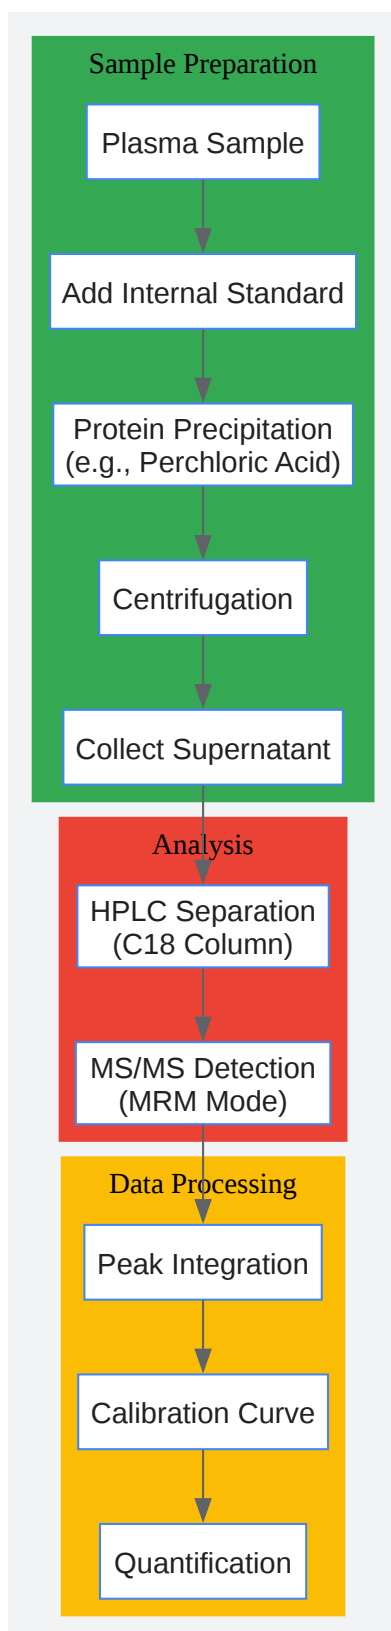 Sample Preparation
Plasma Sample
Add Internal Standard
Protein Precipitation
(e.g., Perchloric Acid)
Centrifugation
Collect Supernatant
Analysis
HPLC Separation
(C18 Column)
MS/MS Detection
(MRM Mode)
Data Processing
Peak Integration
Calibration Curve
Quantification